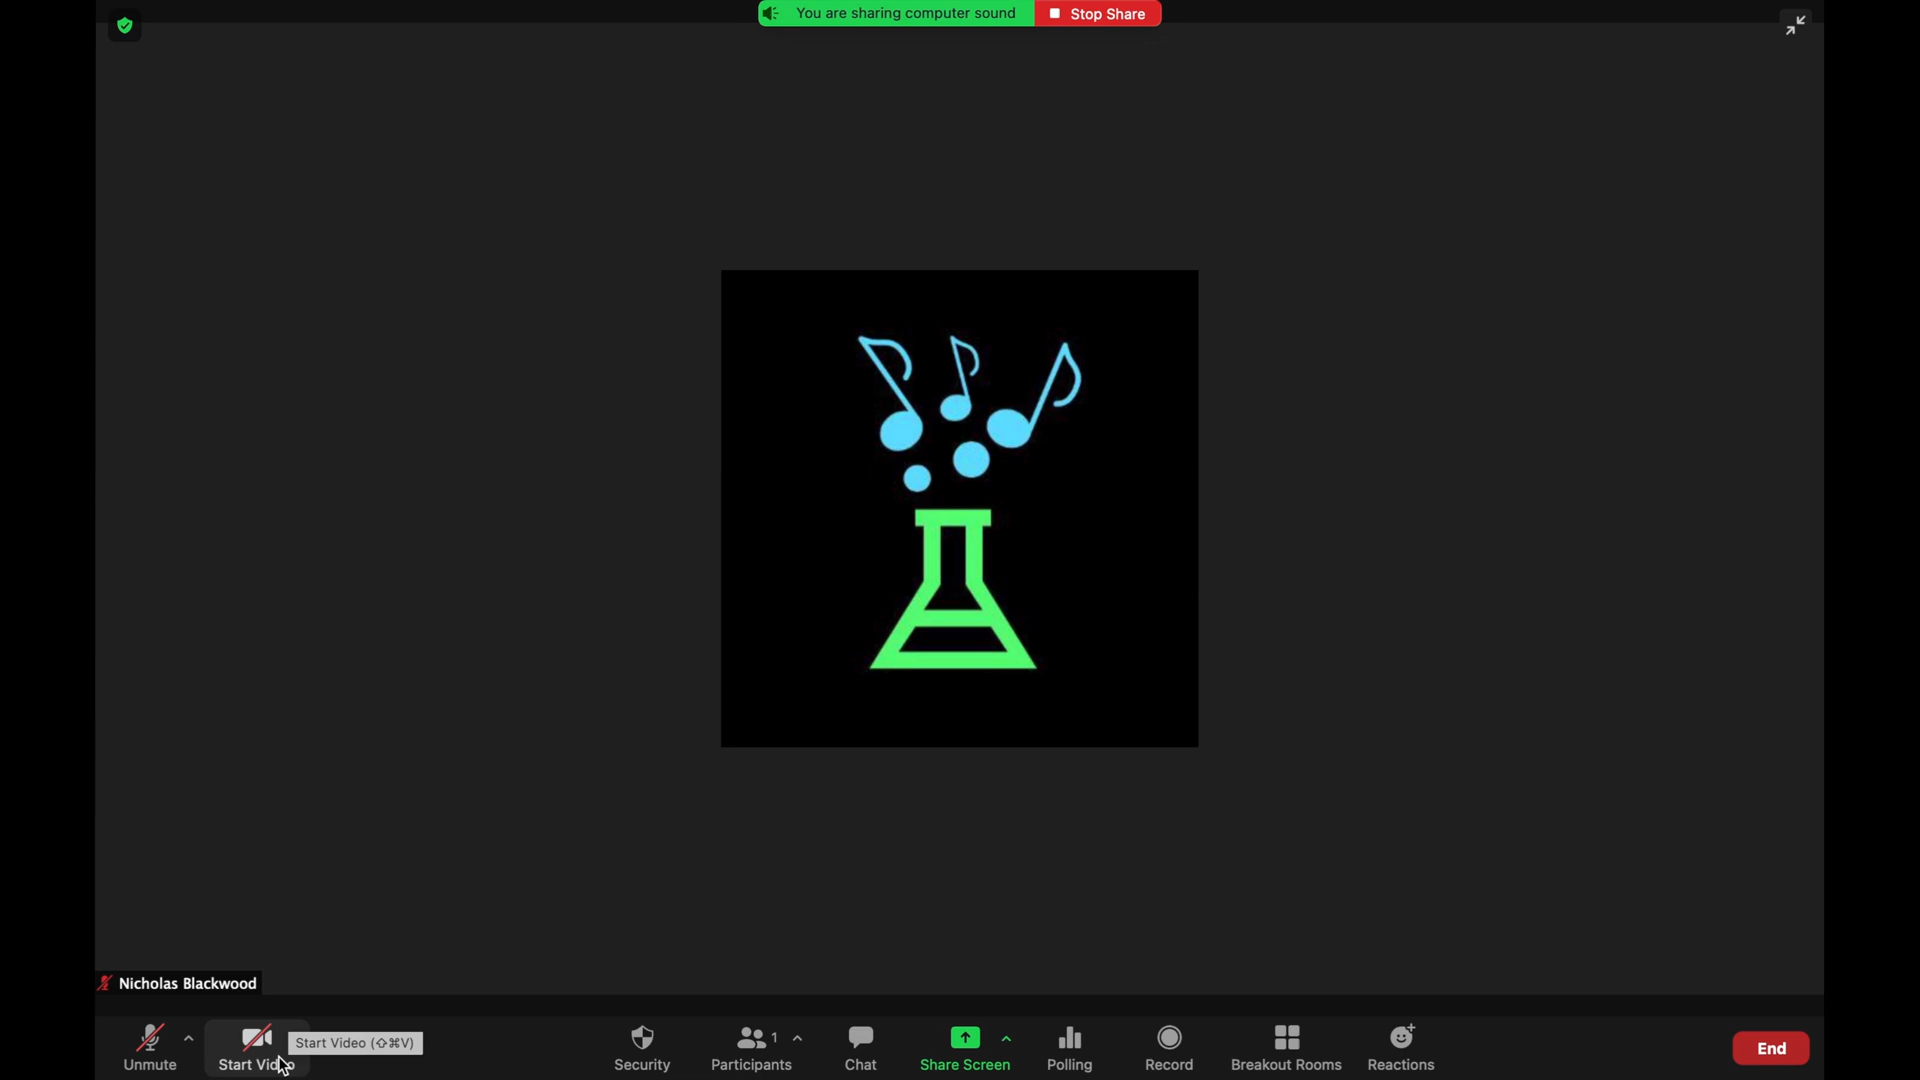 You are sharing computer sound
Stop Share
Nicholas Blackwood
Unmute
Start Video
Start Video (⇧⌘V)
Security
1
Participants
Chat
Share Screen
Polling
Record
Breakout Rooms
Reactions
End